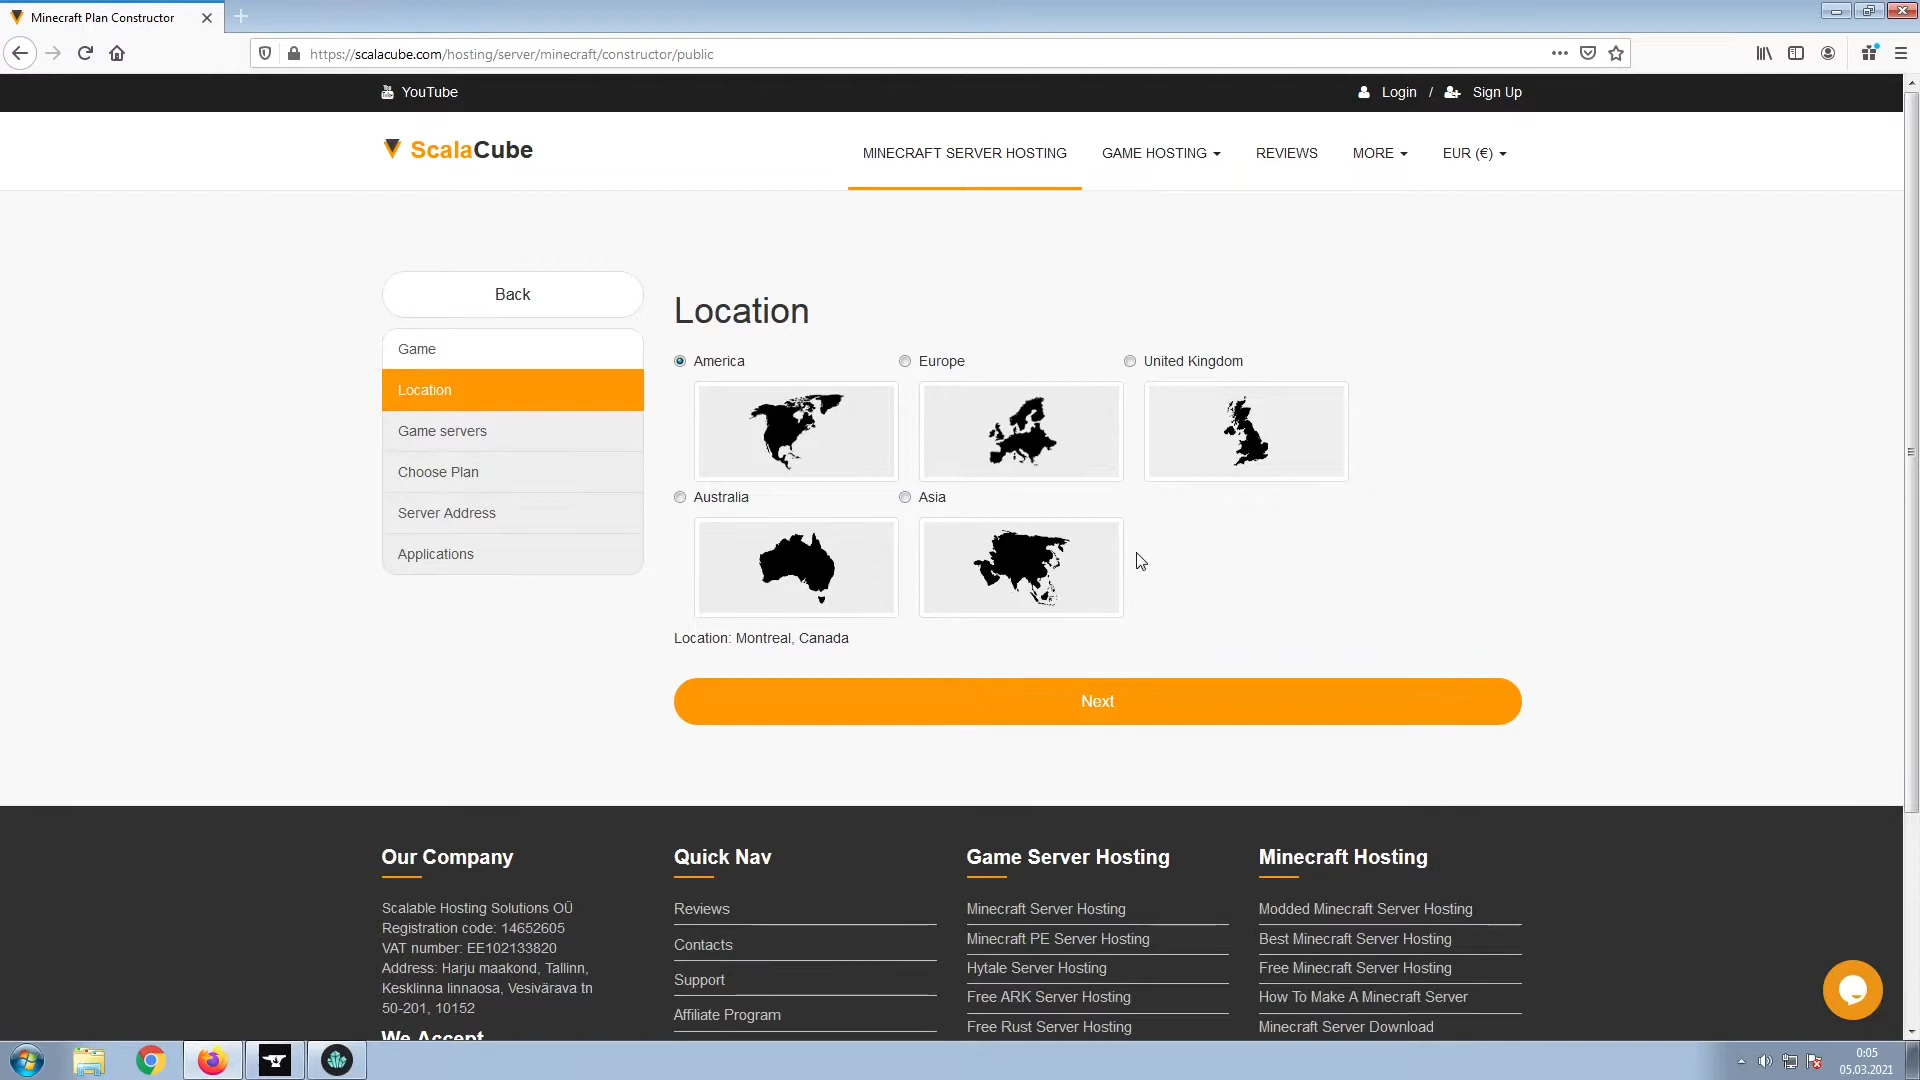 Minecraft Plan Constructor
https://scalacube.com/hosting/server/minecraft/constructor/public
YouTube
Login / Sign Up
ScalaCube
MINECRAFT SERVER HOSTING
GAME HOSTING
REVIEWS
MORE
EUR (€)
Back
Game
Location
Game servers
Choose Plan
Server Address
Applications
Location
America
Europe
United Kingdom
Australia
Asia
Location: Montreal, Canada
Next
Our Company
Scalable Hosting Solutions OÜ
Registration code: 14652605
VAT number: EE102133820
Address: Harju maakond, Tallinn,
Kesklinna linnaosa, Vesivärava tn
50-201, 10152
We Accept
Quick Nav
Reviews
Contacts
Support
Affiliate Program
Game Server Hosting
Minecraft Server Hosting
Minecraft PE Server Hosting
Hytale Server Hosting
Free ARK Server Hosting
Free Rust Server Hosting
Minecraft Hosting
Modded Minecraft Server Hosting
Best Minecraft Server Hosting
Free Minecraft Server Hosting
How To Make A Minecraft Server
Minecraft Server Download
0:05
05.03.2021